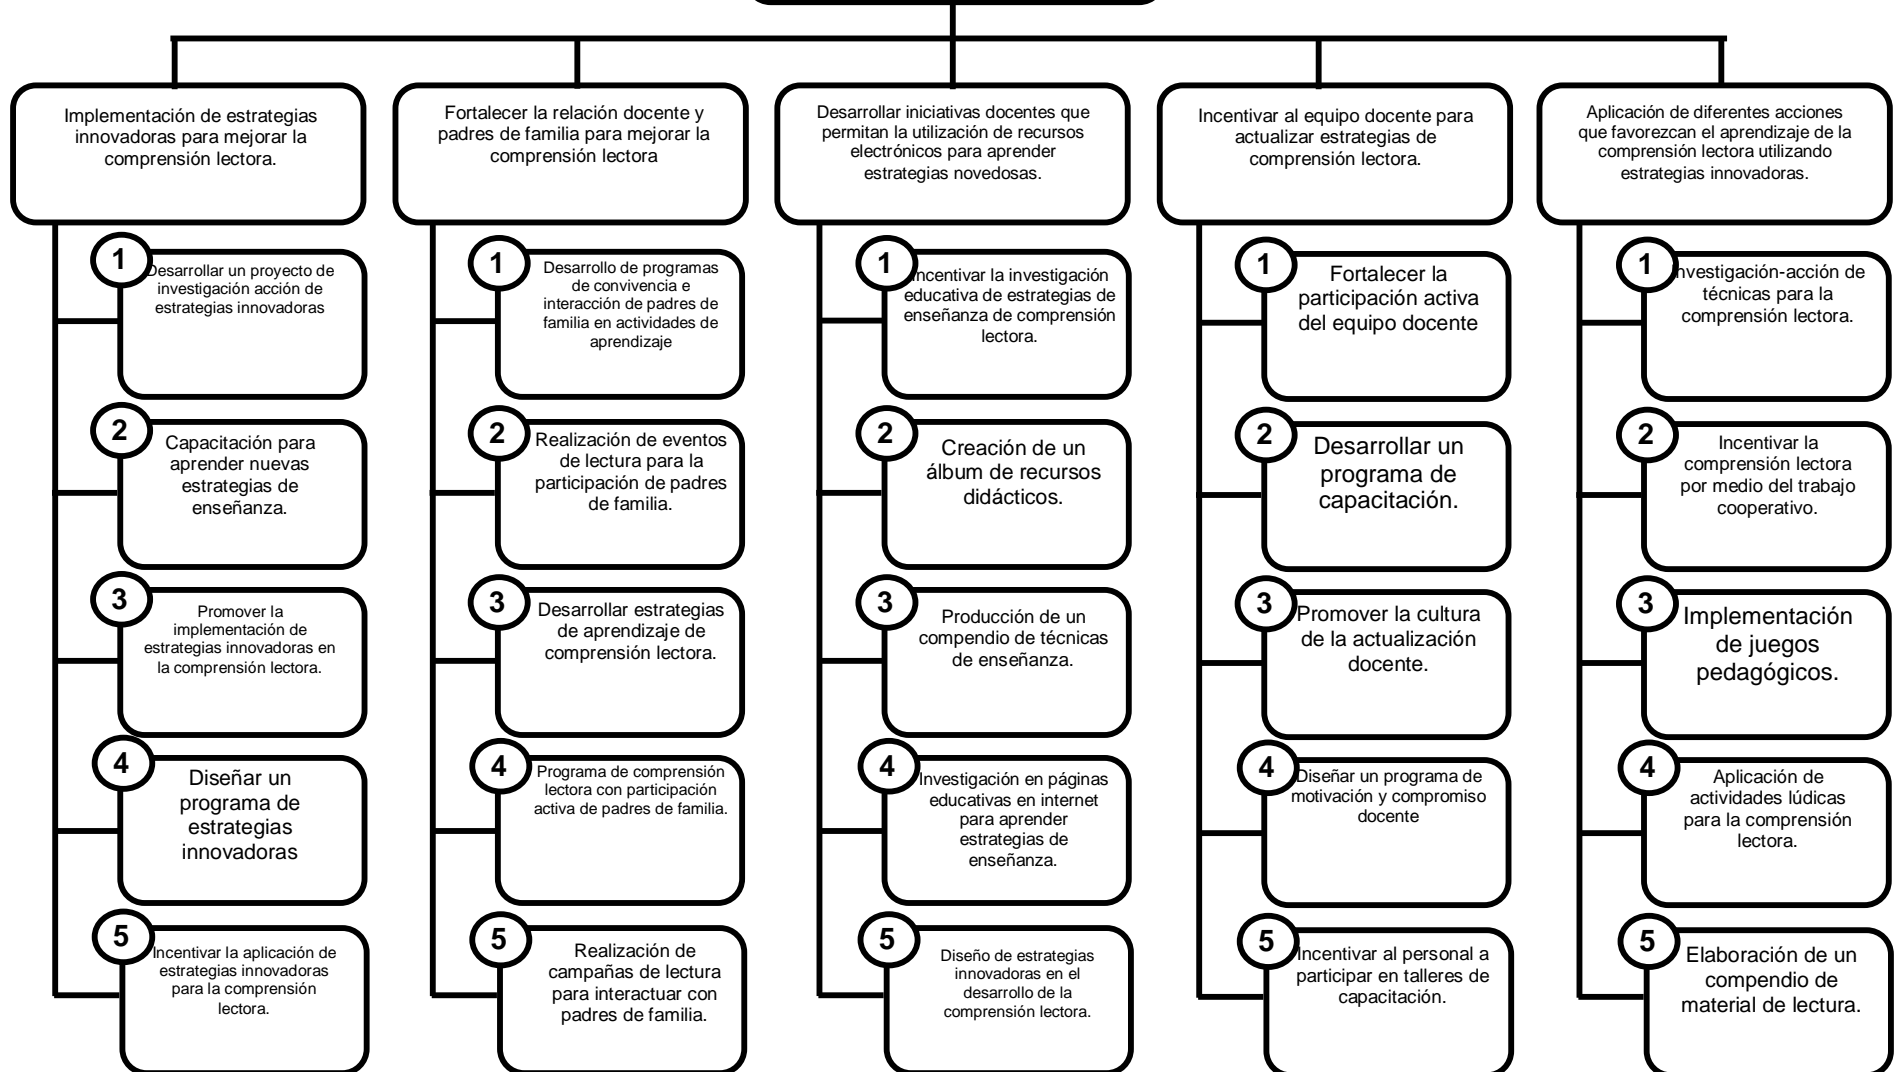 Implementación de estrategias
innovadoras para mejorar la
comprensión lectora.
1
Desarrollar un proyecto de
investigación acción de
estrategias innovadoras
2
Capacitación para
aprender nuevas
estrategias de
enseñanza.
3
Promover la
implementación de
estrategias innovadoras en
la comprensión lectora.
4
Diseñar un
programa de
estrategias
innovadoras
5
Incentivar la aplicación de
estrategias innovadoras
para la comprensión
lectora.
Fortalecer la relación docente y
padres de familia para mejorar la
comprensión lectora
1
Desarrollo de programas
de convivencia e
interacción de padres de
familia en actividades de
aprendizaje
2
Realización de eventos
de lectura para la
participación de padres
de familia.
3
Desarrollar estrategias
de aprendizaje de
comprensión lectora.
4
Programa de comprensión
lectora con participación
activa de padres de familia.
5
Realización de
campañas de lectura
para interactuar con
padres de familia.
Desarrollar iniciativas docentes que
permitan la utilización de recursos
electrónicos para aprender
estrategias novedosas.
1
Incentivar la investigación
educativa de estrategias de
enseñanza de comprensión
lectora.
2
Creación de un
álbum de recursos
didácticos.
3
Producción de un
compendio de técnicas
de enseñanza.
4
Investigación en páginas
educativas en internet
para aprender
estrategias de
enseñanza.
5
Diseño de estrategias
innovadoras en el
desarrollo de la
comprensión lectora.
Incentivar al equipo docente para
actualizar estrategias de
comprensión lectora.
1
Fortalecer la
participación activa
del equipo docente
2
Desarrollar un
programa de
capacitación.
3
Promover la cultura
de la actualización
docente.
4
Diseñar un programa de
motivación y compromiso
docente
5
Incentivar al personal a
participar en talleres de
capacitación.
Aplicación de diferentes acciones
que favorezcan el aprendizaje de la
comprensión lectora utilizando
estrategias innovadoras.
1
Investigación-acción de
técnicas para la
comprensión lectora.
2
Incentivar la
comprensión lectora
por medio del trabajo
cooperativo.
3
Implementación
de juegos
pedagógicos.
4
Aplicación de
actividades lúdicas
para la comprensión
lectora.
5
Elaboración de un
compendio de
material de lectura.